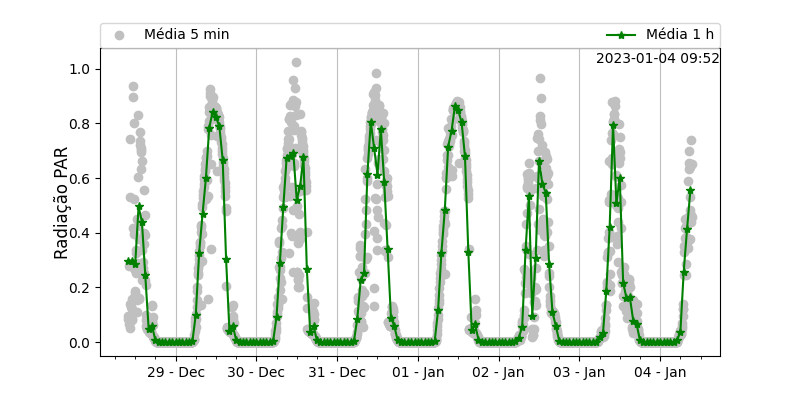 Média 5 min
Média 1 h
2023-01-04 09:52
Radiação PAR
1.0
0.8
0.6
0.4
0.2
0.0
29 - Dec
30 - Dec
31 - Dec
01 - Jan
02 - Jan
03 - Jan
04 - Jan